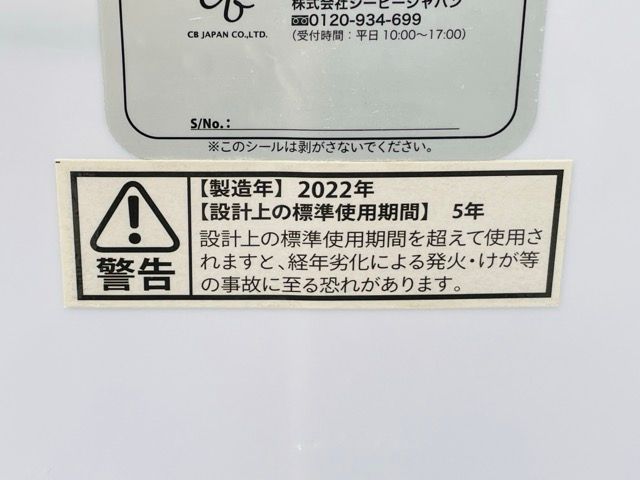 株式会社シービージャパン
CB JAPAN CO.,LTD.
0120-934-699
(受付時間：平日 10:00〜17:00)
S/No.:
※このシールは剥がさないでください。
【製造年】 2022年
【設計上の標準使用期間】 5年
設計上の標準使用期間を超えて使用さ
れますと、経年劣化による発火・けが等
の事故に至る恐れがあります。
警告